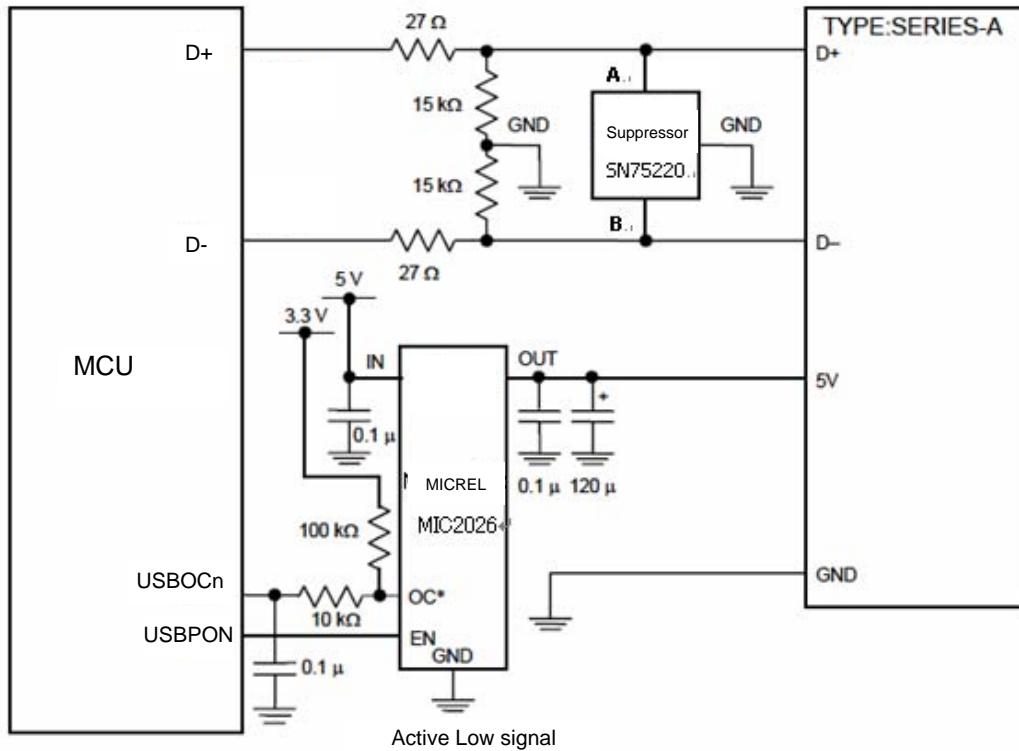 27 Ω
TYPE:SERIES-A
D+
D+
A
15 kΩ
GND
Suppressor
GND
SN75220
15 kΩ
B
D-
D–
27 Ω
5 V
3.3 V
MCU
IN
OUT
5V
+
0.1 μ
MICREL
0.1 μ
120 μ
100 kΩ
MIC2026
USBOCn
OC*
GND
10 kΩ
USBPON
EN
GND
0.1 μ
Active Low signal